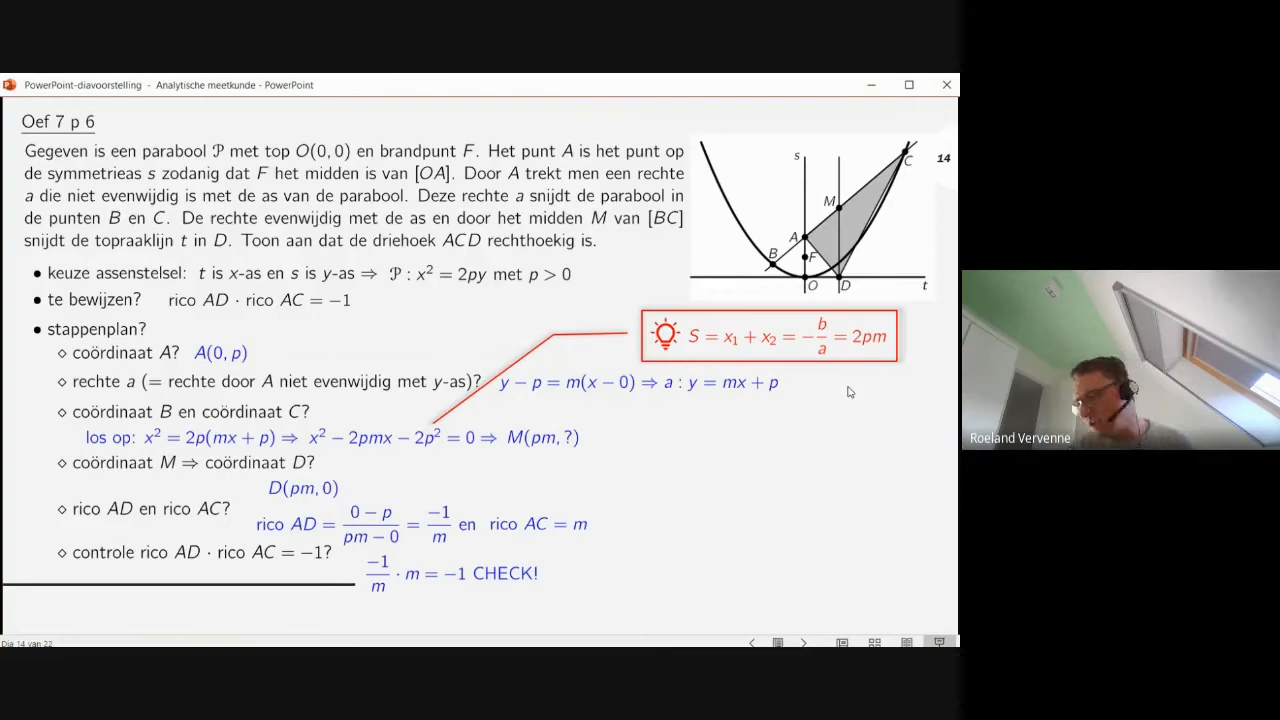 PowerPoint-diavoorstelling - Analytische meetkunde - PowerPoint
Oef 7 p 6
Gegeven is een parabool 𝒫 met top O(0, 0) en brandpunt F. Het punt A is het punt op
de symmetrieas s zodanig dat F het midden is van [OA]. Door A trekt men een rechte
a die niet evenwijdig is met de as van de parabool. Deze rechte a snijdt de parabool in
de punten B en C. De rechte evenwijdig met de as en door het midden M van [BC]
snijdt de topraaklijn t in D. Toon aan dat de driehoek ACD rechthoekig is.
s
C
14
M
A
B
F
O
D
t
• keuze assenstelsel: t is x-as en s is y-as ⇒ 𝒫 : x² = 2py met p > 0
• te bewijzen? rico AD · rico AC = −1
• stappenplan?
S = x₁ + x₂ = −b/a = 2pm
⋄ coördinaat A? A(0, p)
⋄ rechte a (= rechte door A niet evenwijdig met y-as)? y − p = m(x − 0) ⇒ a : y = mx + p
⋄ coördinaat B en coördinaat C?
los op: x² = 2p(mx + p) ⇒ x² − 2pmx − 2p² = 0 ⇒ M(pm, ?)
⋄ coördinaat M ⇒ coördinaat D?
D(pm, 0)
⋄ rico AD en rico AC?
rico AD = (0 − p)/(pm − 0) = −1/m en rico AC = m
⋄ controle rico AD · rico AC = −1?
−1/m · m = −1 CHECK!
Dia 14 van 22
Roeland Vervenne